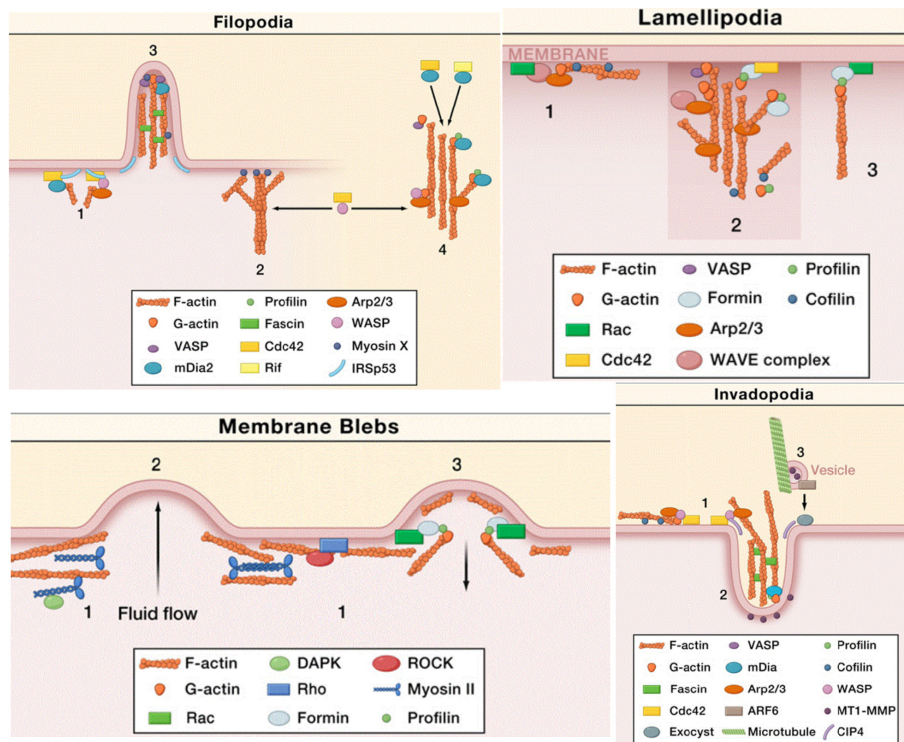 Filopodia
3
1
2
4
F-actin
Profilin
Arp2/3
G-actin
Fascin
WASP
VASP
Cdc42
Myosin X
mDia2
Rif
IRSp53
Lamellipodia
MEMBRANE
1
2
3
F-actin
VASP
Profilin
G-actin
Formin
Cofilin
Rac
Arp2/3
Cdc42
WAVE complex
Membrane Blebs
2
3
1
Fluid flow
1
F-actin
DAPK
ROCK
G-actin
Rho
Myosin II
Rac
Formin
Profilin
Invadopodia
3
Vesicle
1
2
F-actin
VASP
Profilin
G-actin
mDia
Cofilin
Fascin
Arp2/3
WASP
Cdc42
ARF6
MT1-MMP
Exocyst
Microtubule
CIP4